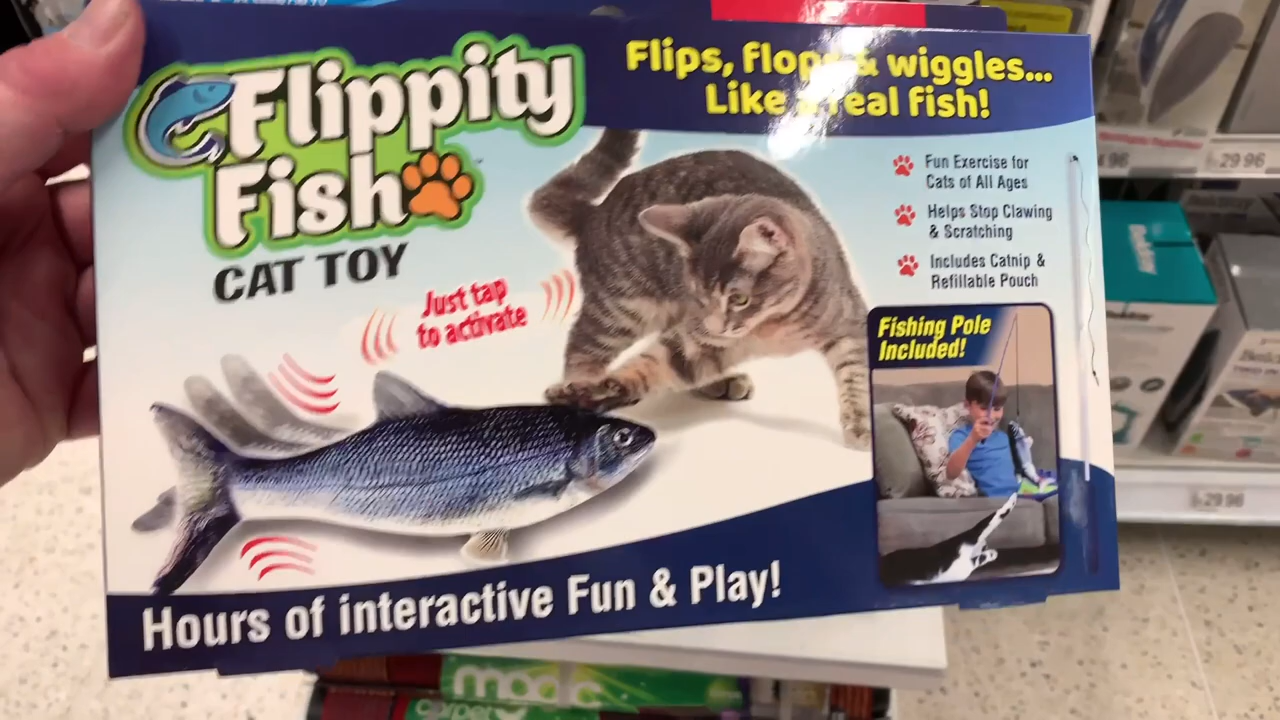 Flippity
Fish
CAT TOY
Flips, flops & wiggles...
Like a real fish!
Fun Exercise for
Cats of All Ages
Helps Stop Clawing
& Scratching
Includes Catnip &
Refillable Pouch
Just tap
to activate
Fishing Pole
Included!
Hours of interactive Fun & Play!
29 96
29 96
magic